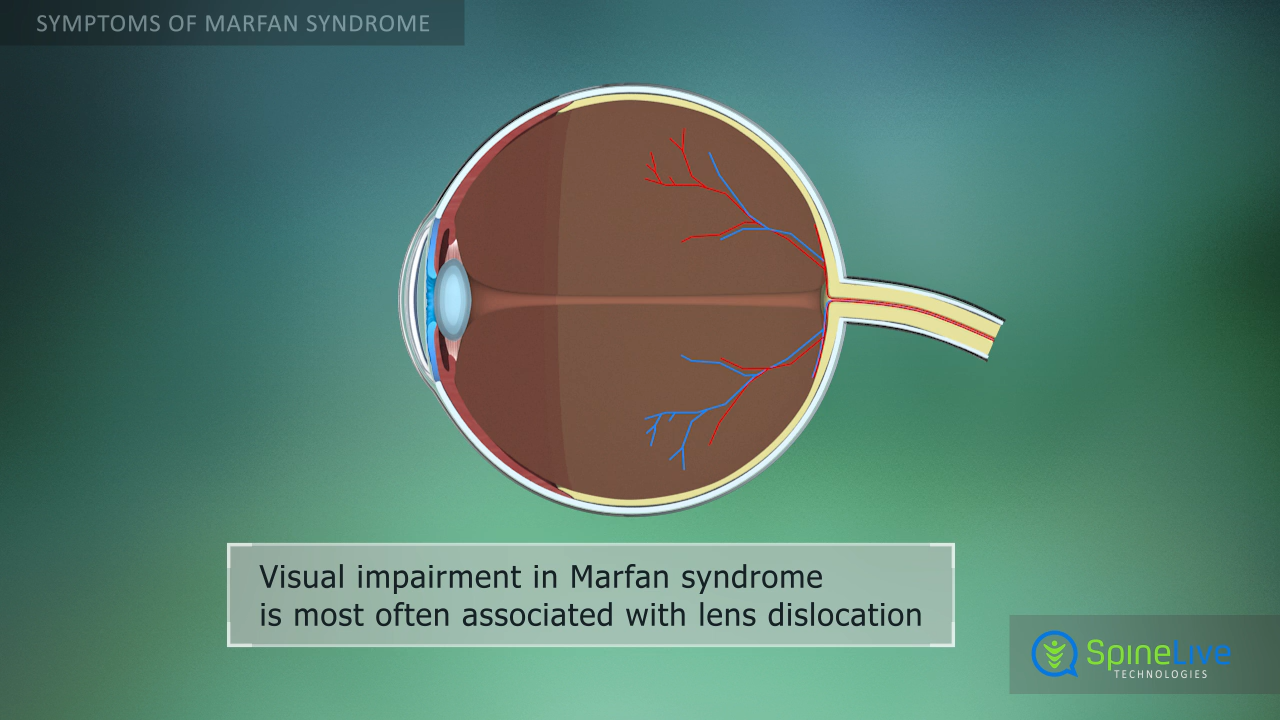 SYMPTOMS OF MARFAN SYNDROME
Visual impairment in Marfan syndrome
is most often associated with lens dislocation
SpineLive
TECHNOLOGIES